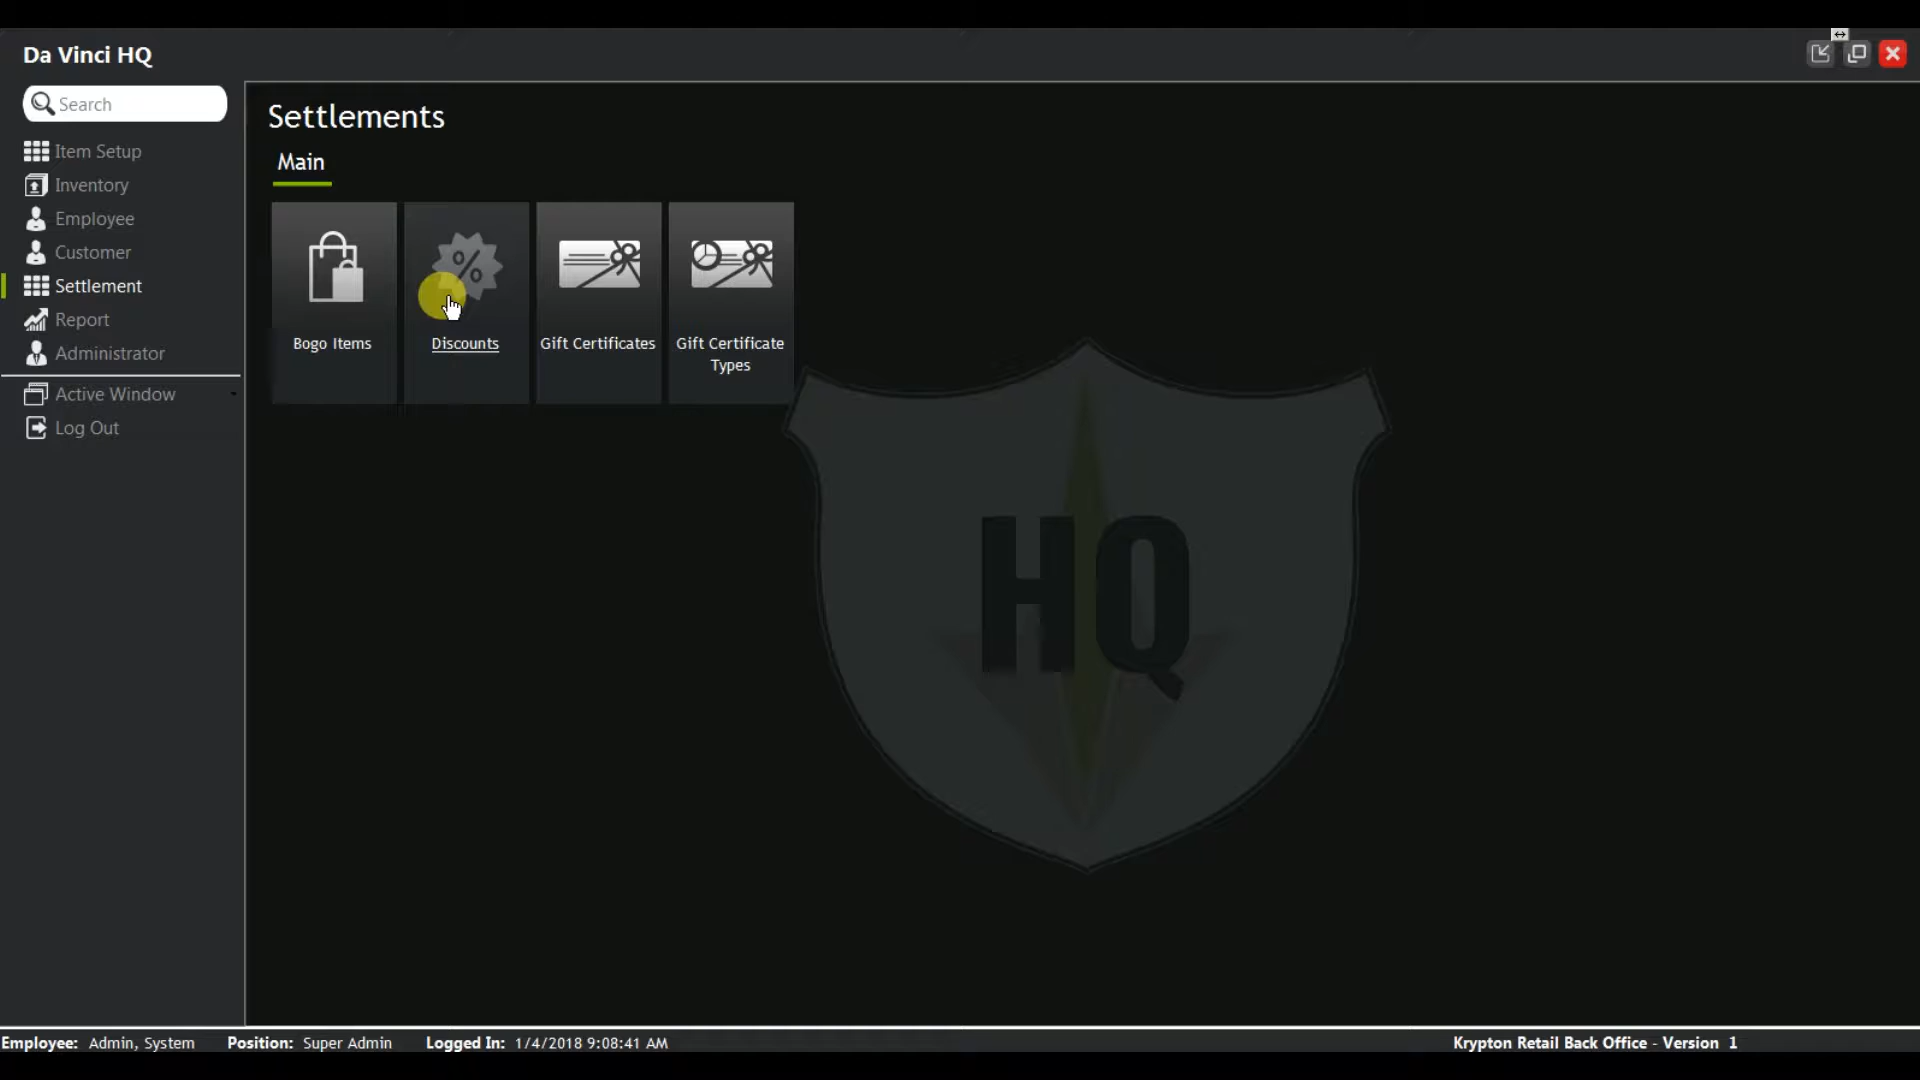 Da Vinci HQ
Search
Item Setup
Inventory
Employee
Customer
Settlement
Report
Administrator
Active Window
Log Out
Settlements
Main
%
Bogo Items
Discounts
Gift Certificates
Gift Certificate
Types
HQ
Employee: Admin, System Position: Super Admin Logged In: 1/4/2018 9:08:41 AM Krypton Retail Back Office - Version 1